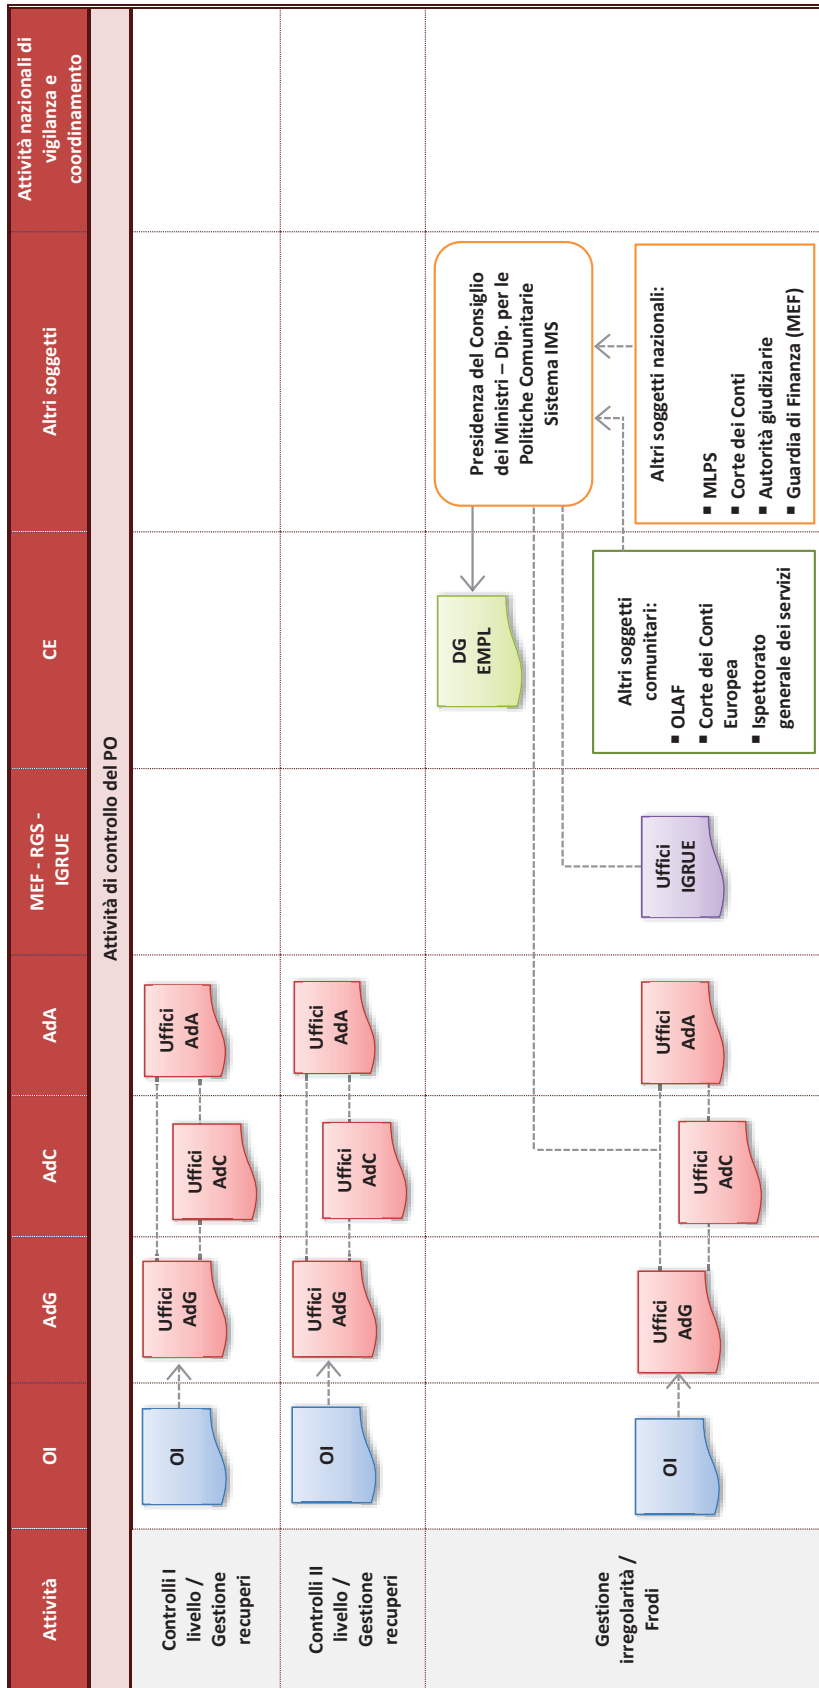 Attività
OI
AdG
AdC
AdA
MEF - RGS -
IGRUE
CE
Altri soggetti
Attività nazionali di
vigilanza e
coordinamento
Attività di controllo del PO
Controlli I
livello /
Gestione
recuperi
OI
Uffici
AdG
Uffici
AdC
Uffici
AdA
Controlli II
livello /
Gestione
recuperi
OI
Uffici
AdG
Uffici
AdC
Uffici
AdA
Gestione
irregolarità /
Frodi
OI
Uffici
AdG
Uffici
AdC
Uffici
AdA
Uffici
IGRUE
DG
EMPL
Altri soggetti
comunitari:
▪ OLAF
▪ Corte dei Conti
Europea
▪ Ispettorato
generale dei servizi
Presidenza del Consiglio
dei Ministri – Dip. per le
Politiche Comunitarie
Sistema IMS
Altri soggetti nazionali:
▪ MLPS
▪ Corte dei Conti
▪ Autorità giudiziarie
▪ Guardia di Finanza (MEF)